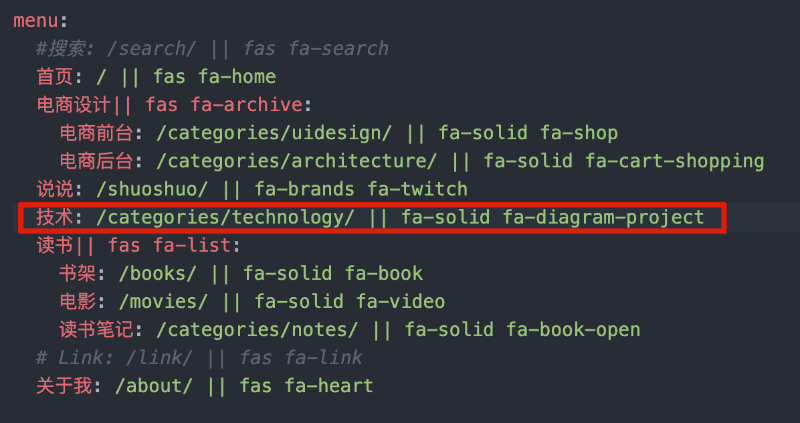 menu:
#搜索: /search/ || fas fa-search
首页: / || fas fa-home
电商设计|| fas fa-archive:
电商前台: /categories/uidesign/ || fa-solid fa-shop
电商后台: /categories/architecture/ || fa-solid fa-cart-shopping
说说: /shuoshuo/ || fa-brands fa-twitch
技术: /categories/technology/ || fa-solid fa-diagram-project
读书|| fas fa-list:
书架: /books/ || fa-solid fa-book
电影: /movies/ || fa-solid fa-video
读书笔记: /categories/notes/ || fa-solid fa-book-open
# Link: /link/ || fas fa-link
关于我: /about/ || fas fa-heart